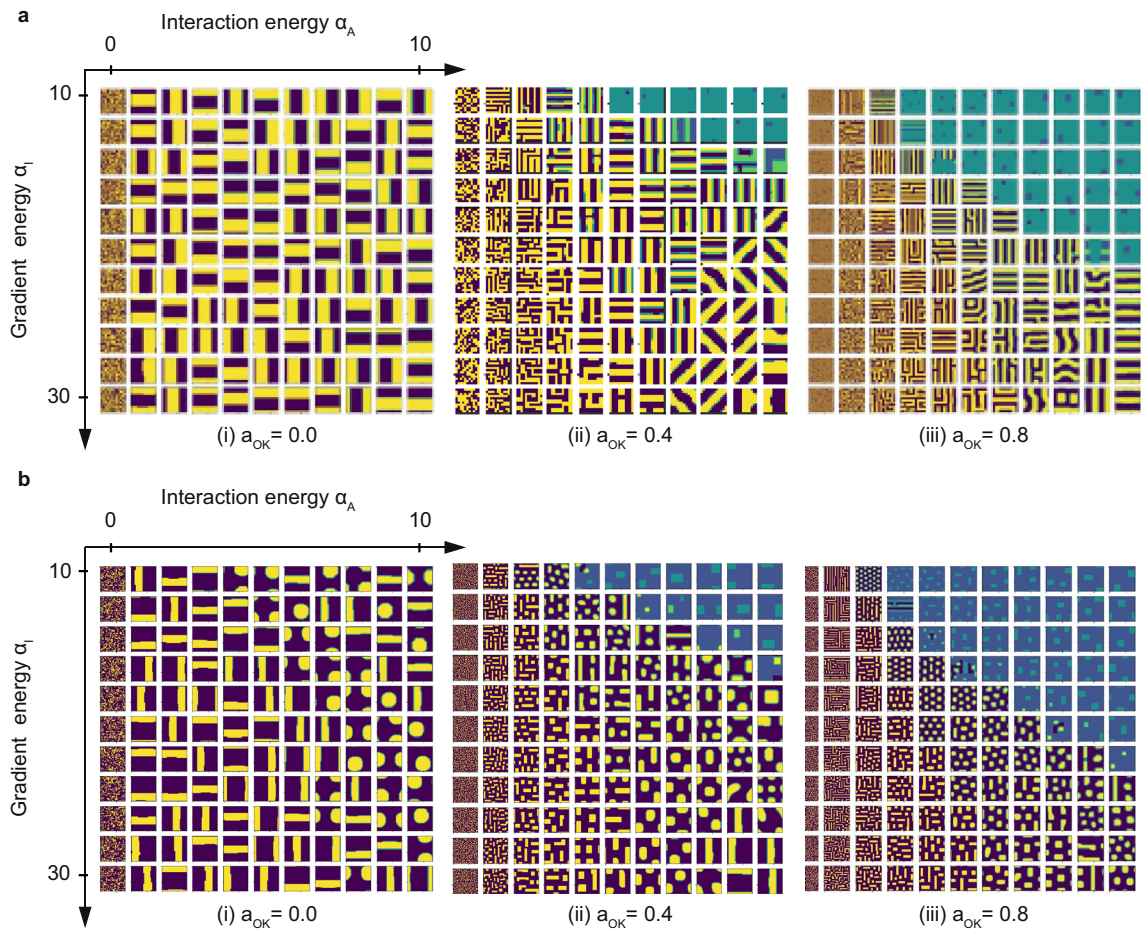 a
Interaction energy α_A
0 10
Gradient energy α_I
10
30
(i) a_OK = 0.0 (ii) a_OK = 0.4 (iii) a_OK = 0.8
b
Interaction energy α_A
0 10
Gradient energy α_I
10
30
(i) a_OK = 0.0 (ii) a_OK = 0.4 (iii) a_OK = 0.8